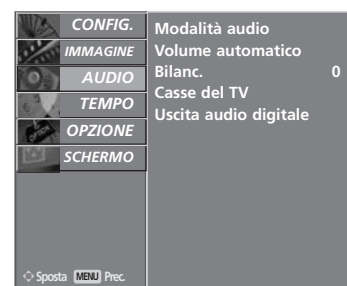 CONFIG.
IMMAGINE
AUDIO
TEMPO
OPZIONE
SCHERMO
Modalità audio
Volume automatico
Bilanc. 0
Casse del TV
Uscita audio digitale
Sposta MENU Prec.